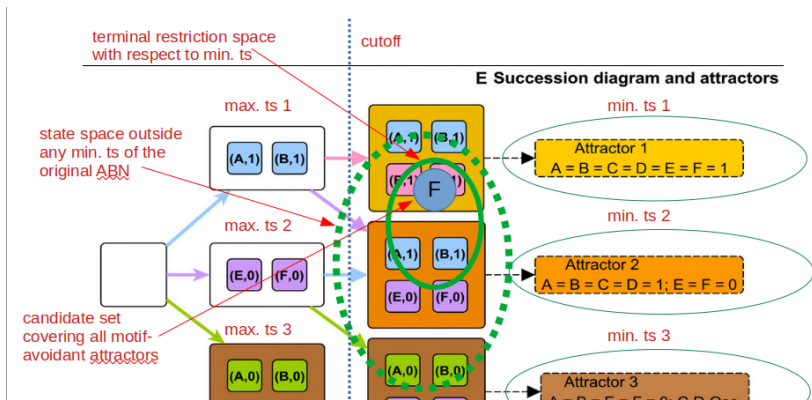 terminal restriction space
with respect to min. ts
cutoff
E Succession diagram and attractors
max. ts 1
min. ts 1
state space outside
any min. ts of the
original ABN
(A,1) (B,1)
(A,1) (B,1)
F
Attractor 1
A = B = C = D = E = F = 1
max. ts 2
min. ts 2
(E,0) (F,0)
(A,1) (B,1)
(E,0) (F,0)
Attractor 2
A = B = C = D = 1; E = F = 0
candidate set
covering all motif-
avoidant attractors
max. ts 3
min. ts 3
(A,0) (B,0)
(A,0) (B,0)
Attractor 3